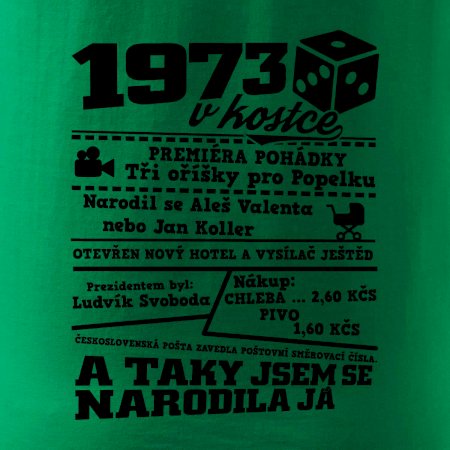 1973
v kostce
PREMIÉRA POHÁDKY
Tři oříšky pro Popelku
Narodil se Aleš Valenta
nebo Jan Koller
OTEVŘEN NOVÝ HOTEL A VYSÍLAČ JEŠTĚD
Prezidentem byl:
Ludvík Svoboda
Nákup:
CHLEBA ... 2,60 KČS
PIVO
1,60 KČS
ČESKOSLOVENSKÁ POŠTA ZAVEDLA POŠTOVNÍ SMĚROVACÍ ČÍSLA.
A TAKY JSEM SE
NARODILA JÁ